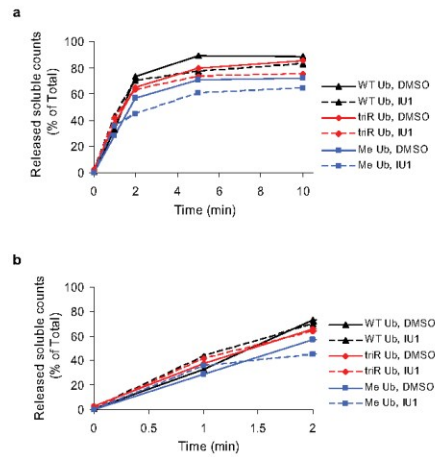 a
Released soluble counts
(% of Total)
100
80
60
40
20
0
0 2 4 6 8 10
Time (min)
WT Ub, DMSO
WT Ub, IU1
triR Ub, DMSO
triR Ub, IU1
Me Ub, DMSO
Me Ub, IU1
b
Released soluble counts
(% of Total)
100
80
60
40
20
0
0 0.5 1 1.5 2
Time (min)
WT Ub, DMSO
WT Ub, IU1
triR Ub, DMSO
triR Ub, IU1
Me Ub, DMSO
Me Ub, IU1